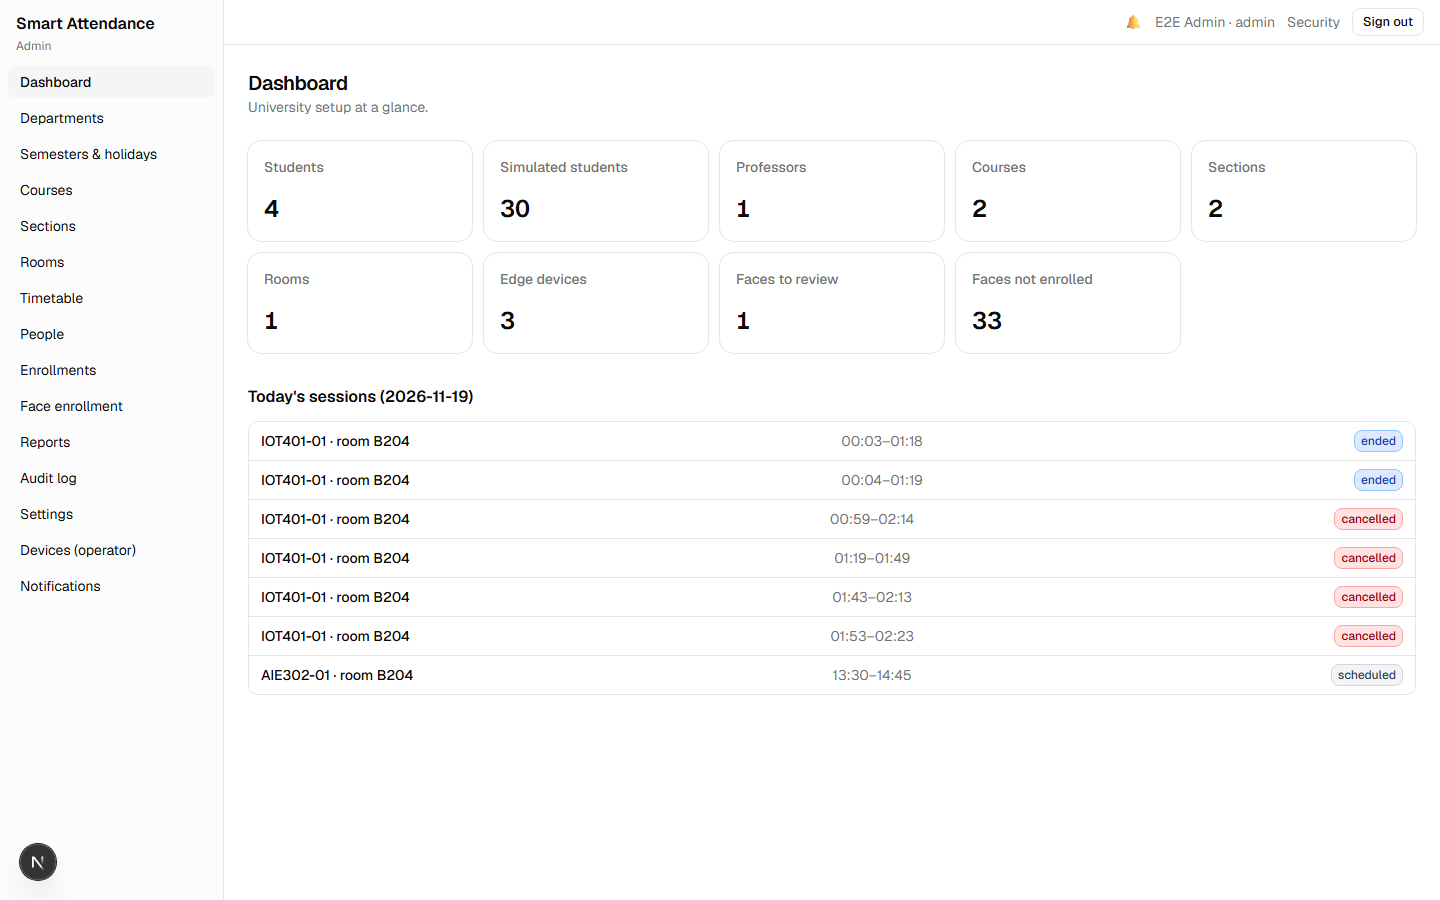 Smart Attendance
Admin
Dashboard
Departments
Semesters & holidays
Courses
Sections
Rooms
Timetable
People
Enrollments
Face enrollment
Reports
Audit log
Settings
Devices (operator)
Notifications
N
E2E Admin · admin Security Sign out
Dashboard
University setup at a glance.
Students Simulated students Professors Courses Sections
4 30 1 2 2
Rooms Edge devices Faces to review Faces not enrolled
1 3 1 33
Today's sessions (2026-11-19)
IOT401-01 · room B204 00:03–01:18 ended
IOT401-01 · room B204 00:04–01:19 ended
IOT401-01 · room B204 00:59–02:14 cancelled
IOT401-01 · room B204 01:19–01:49 cancelled
IOT401-01 · room B204 01:43–02:13 cancelled
IOT401-01 · room B204 01:53–02:23 cancelled
AIE302-01 · room B204 13:30–14:45 scheduled